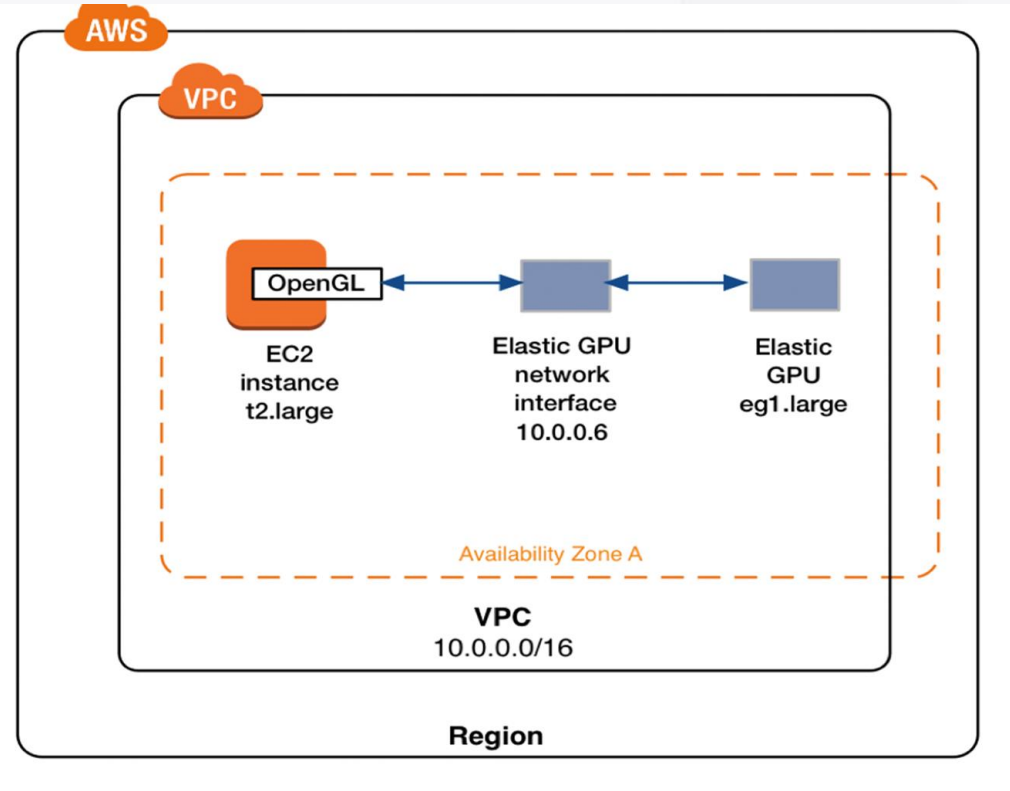 AWS
VPC
OpenGL
EC2
instance
t2.large
Elastic GPU
network
interface
10.0.0.6
Elastic
GPU
eg1.large
Availability Zone A
VPC
10.0.0.0/16
Region